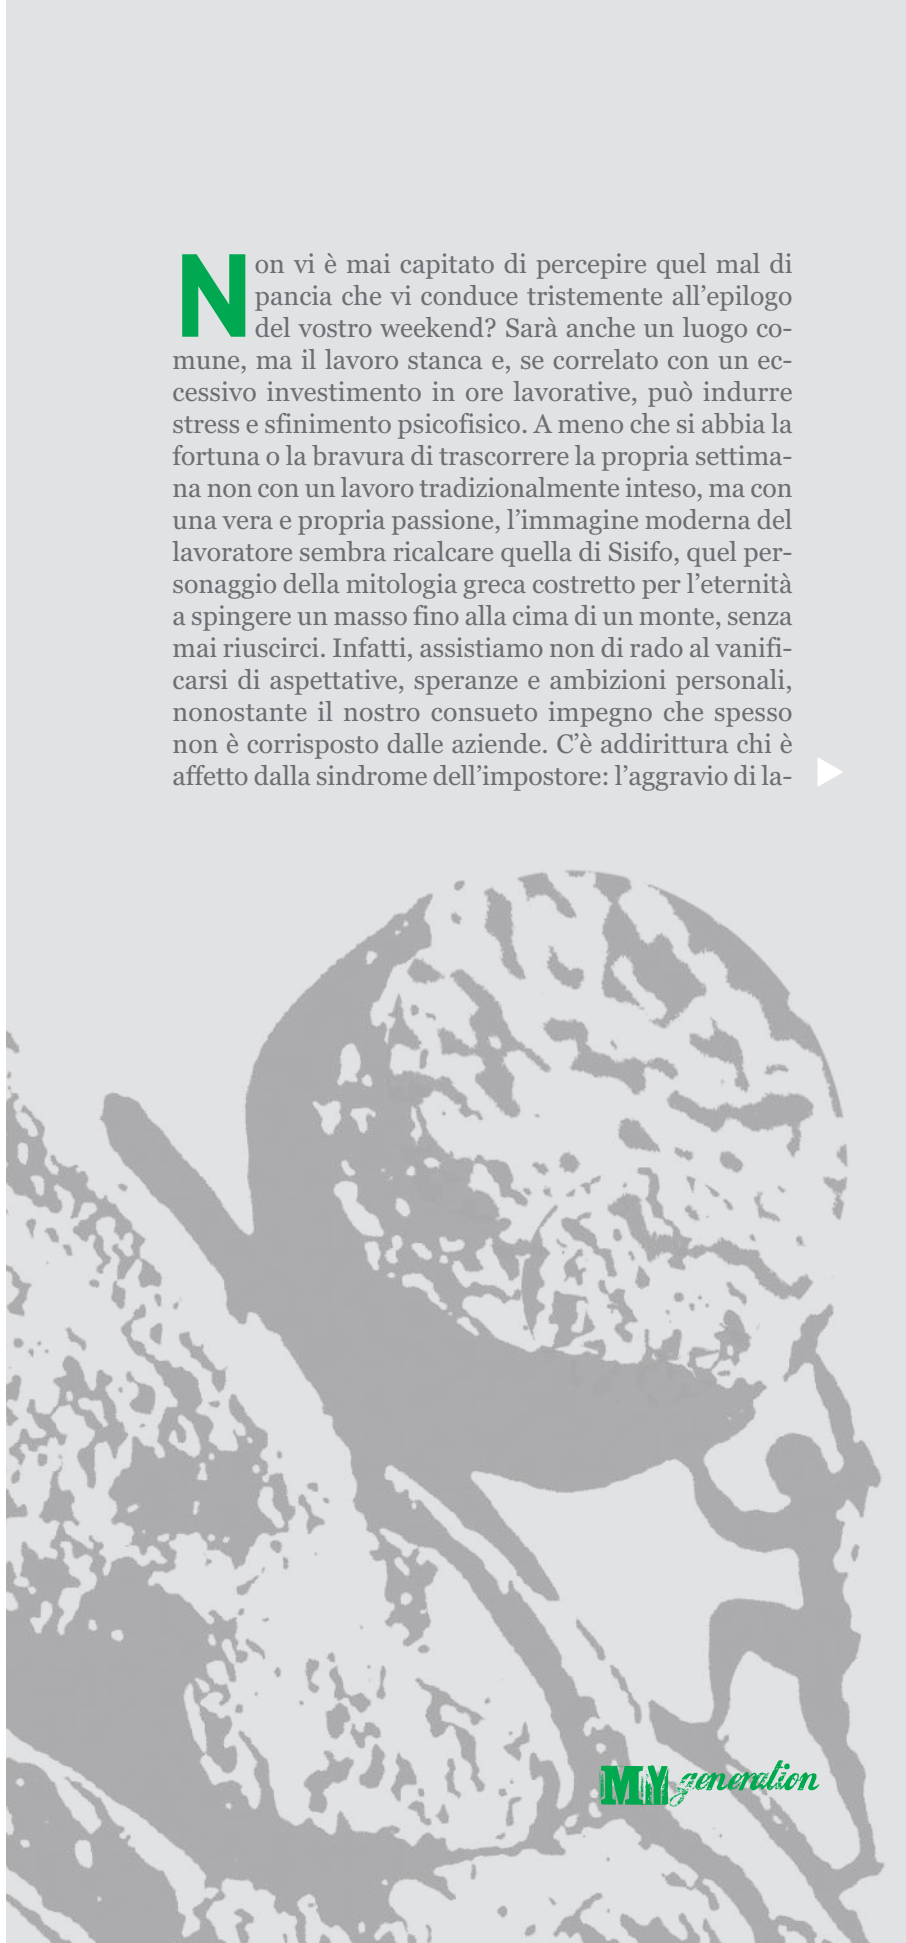 Non vi è mai capitato di percepire quel mal di
pancia che vi conduce tristemente all’epilogo
del vostro weekend? Sarà anche un luogo co-
mune, ma il lavoro stanca e, se correlato con un ec-
cessivo investimento in ore lavorative, può indurre
stress e sfinimento psicofisico. A meno che si abbia la
fortuna o la bravura di trascorrere la propria settima-
na non con un lavoro tradizionalmente inteso, ma con
una vera e propria passione, l’immagine moderna del
lavoratore sembra ricalcare quella di Sisifo, quel per-
sonaggio della mitologia greca costretto per l’eternità
a spingere un masso fino alla cima di un monte, senza
mai riuscirci. Infatti, assistiamo non di rado al vanifi-
carsi di aspettative, speranze e ambizioni personali,
nonostante il nostro consueto impegno che spesso
non è corrisposto dalle aziende. C’è addirittura chi è
affetto dalla sindrome dell’impostore: l’aggravio di la-
MY generation